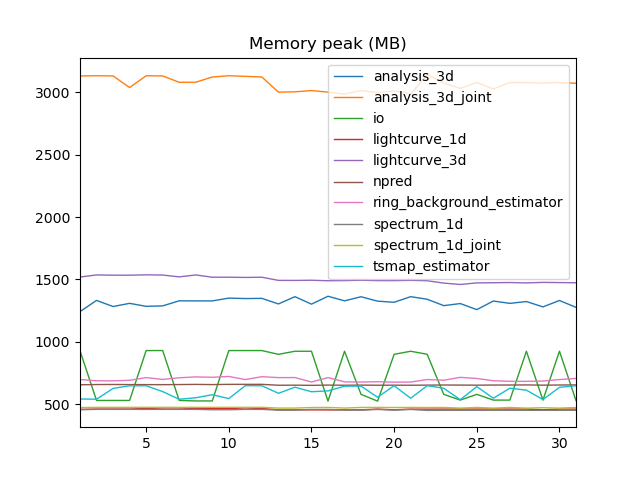 Memory peak (MB)
3000
2500
2000
1500
1000
500
analysis_3d
analysis_3d_joint
io
lightcurve_1d
lightcurve_3d
npred
ring_background_estimator
spectrum_1d
spectrum_1d_joint
tsmap_estimator
5 10 15 20 25 30